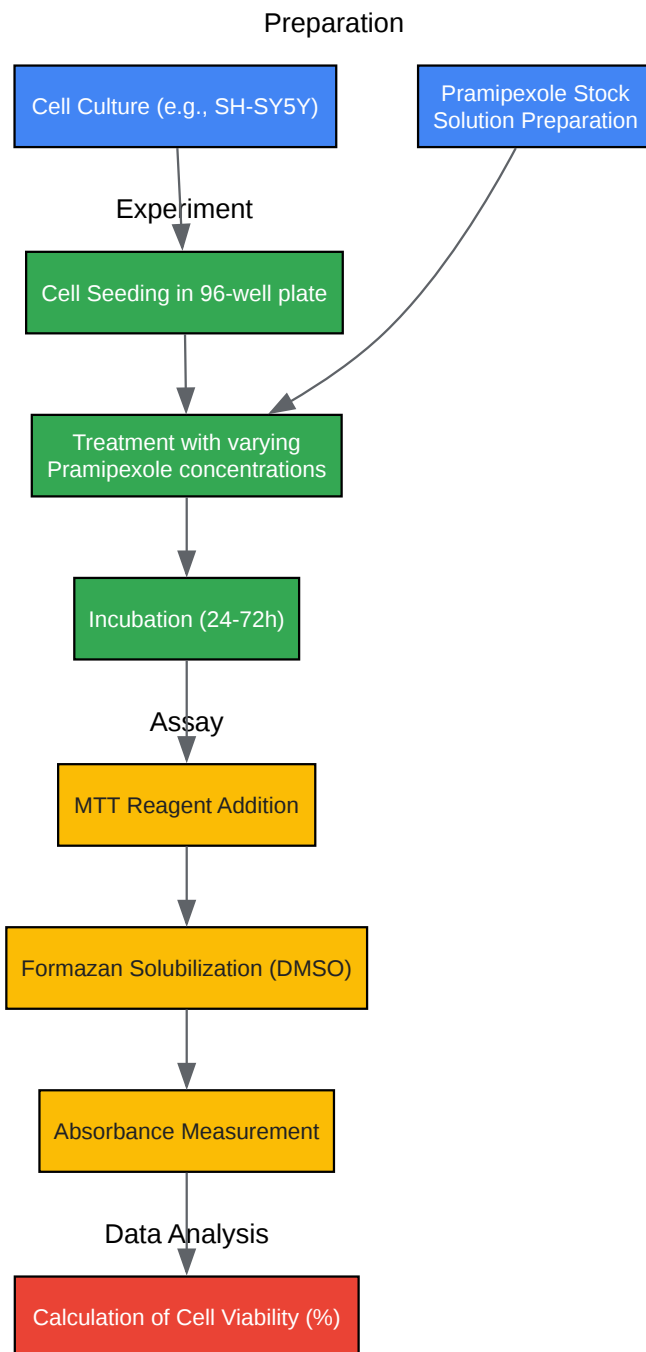 Preparation
Cell Culture (e.g., SH-SY5Y)
Pramipexole Stock
Solution Preparation
Experiment
Cell Seeding in 96-well plate
Treatment with varying
Pramipexole concentrations
Incubation (24-72h)
Assay
MTT Reagent Addition
Formazan Solubilization (DMSO)
Absorbance Measurement
Data Analysis
Calculation of Cell Viability (%)